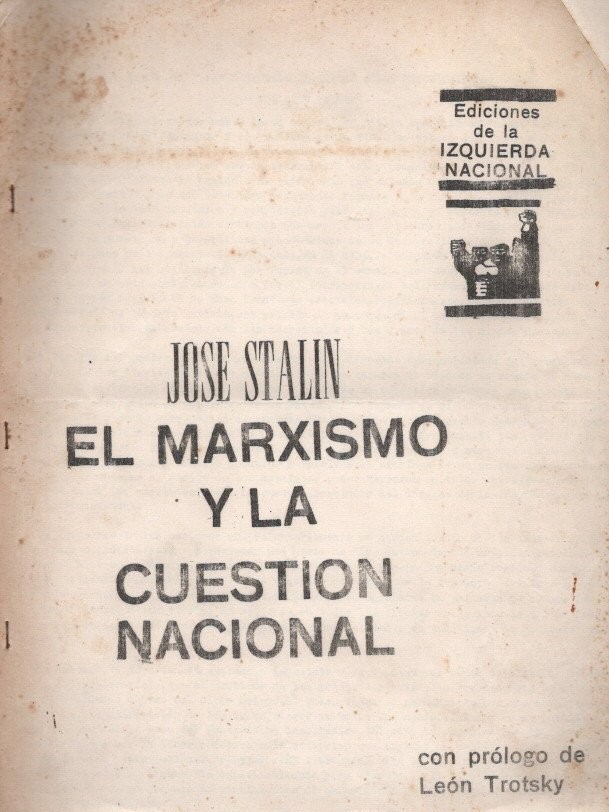 Ediciones
de la
IZQUIERDA
NACIONAL
JOSE STALIN
EL MARXISMO
Y LA
CUESTION
NACIONAL
con prólogo de
León Trotsky